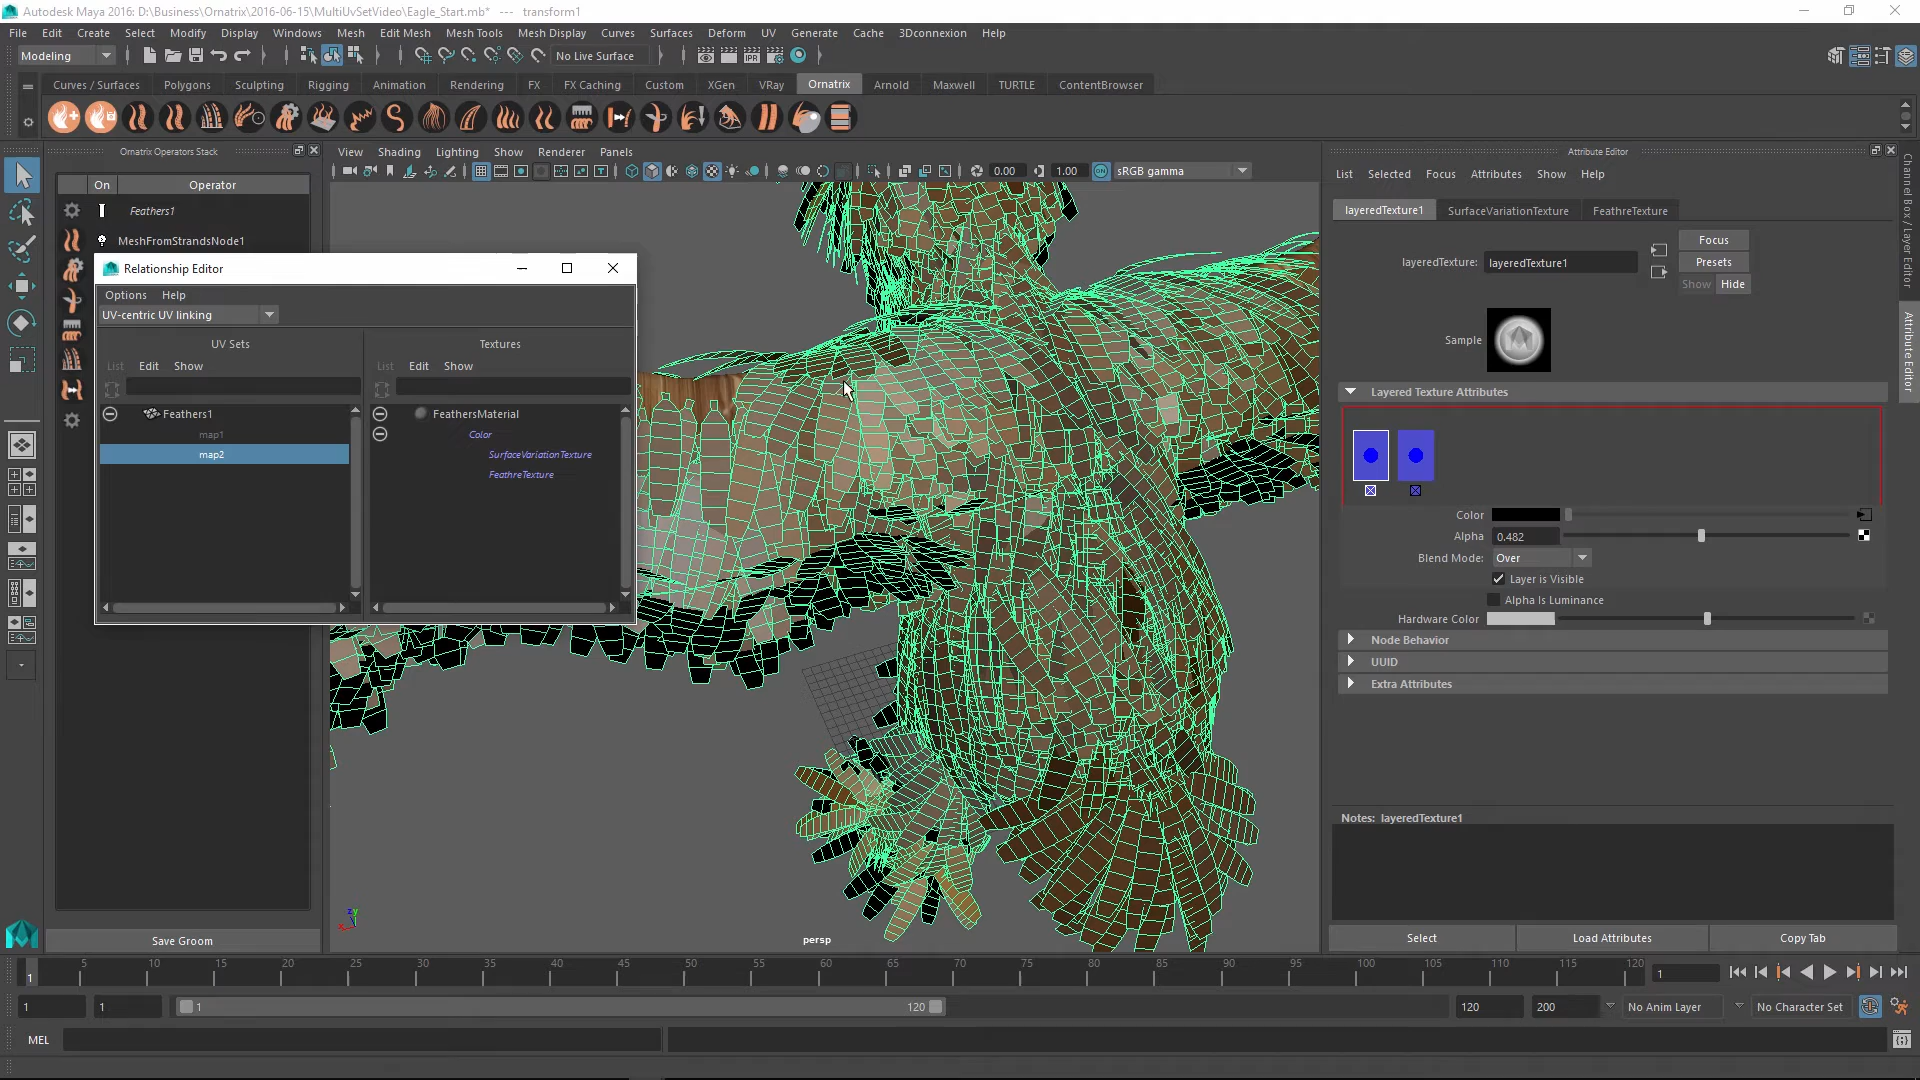 Autodesk Maya 2016: D:\Business\Ornatrix\2016-06-15\MultiUvSetVideo\Eagle_Start.mb* --- transform1
File Edit Create Select Modify Display Windows Mesh Edit Mesh Mesh Tools Mesh Display Curves Surfaces Deform UV Generate Cache 3Dconnexion Help
Modeling No Live Surface
Curves / Surfaces Polygons Sculpting Rigging Animation Rendering FX FX Caching Custom XGen VRay Ornatrix Arnold Maxwell TURTLE ContentBrowser
Ornatrix Operators Stack
On Operator
Feathers1
MeshFromStrandsNode1
Relationship Editor
Options Help
UV-centric UV linking
UV Sets
List Edit Show
Feathers1
map1
map2
Textures
List Edit Show
FeathersMaterial
Color
SurfaceVariationTexture
FeathreTexture
Save Groom
View Shading Lighting Show Renderer Panels
0.00 1.00 sRGB gamma
persp
Attribute Editor
List Selected Focus Attributes Show Help
layeredTexture1 SurfaceVariationTexture FeathreTexture
layeredTexture: layeredTexture1
Focus
Presets
Show Hide
Sample
Layered Texture Attributes
Color
Alpha 0.482
Blend Mode: Over
Layer is Visible
Alpha Is Luminance
Hardware Color
Node Behavior
UUID
Extra Attributes
Notes: layeredTexture1
Select Load Attributes Copy Tab
Channel Box / Layer Editor
Attribute Editor
1 5 10 15 20 25 30 35 40 45 50 55 60 65 70 75 80 85 90 95 100 105 110 115 120 1
1 1 1 120 120 200 No Anim Layer No Character Set
MEL